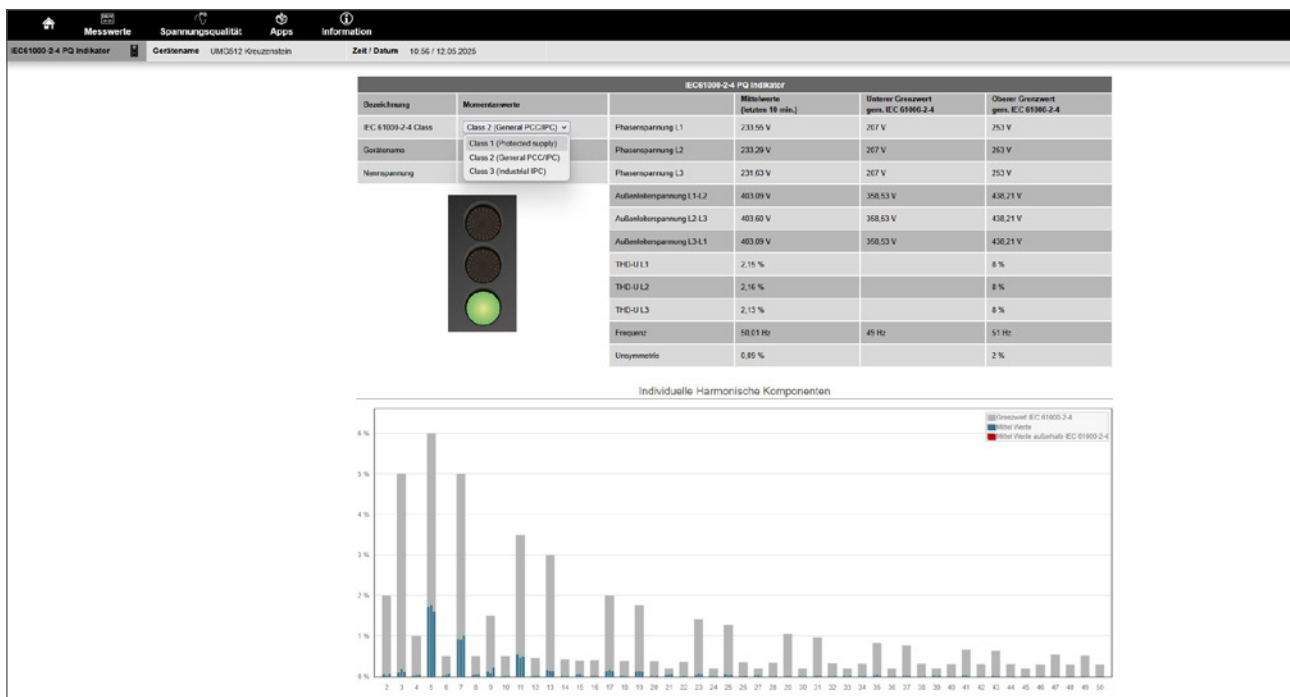 Messwerte Spannungsqualität Apps Information
IEC61000-2-4 PQ Indikator Gerätename UMG512 Kreuzenstein Zeit / Datum 10:56 / 12.05.2025
IEC61000-2-4 PQ Indikator
Bezeichnung Momentanwerte Mittelwerte (letzten 10 min.) Unterer Grenzwert gem. IEC 61000-2-4 Oberer Grenzwert gem. IEC 61000-2-4
IEC 61000-2-4 Class Class 2 (General PCC/IPC) Phasenspannung L1 233.55 V 207 V 253 V
Class 1 (Protected supply)
Gerätename Phasenspannung L2 233.29 V 207 V 253 V
Class 2 (General PCC/IPC)
Nennspannung Class 3 (Industrial IPC) Phasenspannung L3 231,63 V 207 V 253 V
Außenleiterspannung L1-L2 403.09 V 358,53 V 438,21 V
Außenleiterspannung L2-L3 403.60 V 358,53 V 438,21 V
Außenleiterspannung L3-L1 403.09 V 358,53 V 438,21 V
THD-U L1 2,15 % 8 %
THD-U L2 2,16 % 8 %
THD-U L3 2,13 % 8 %
Frequenz 50,01 Hz 49 Hz 51 Hz
Unsymmetrie 0,09 % 2 %
Individuelle Harmonische Komponenten
Grenzwert IEC 61000-2-4
Mittel Werte
Mittel Werte außerhalb IEC 61000-2-4
6 %
5 %
4 %
3 %
2 %
1 %
0 %
2 3 4 5 6 7 8 9 10 11 12 13 14 15 16 17 18 19 20 21 22 23 24 25 26 27 28 29 30 31 32 33 34 35 36 37 38 39 40 41 42 43 44 45 46 47 48 49 50